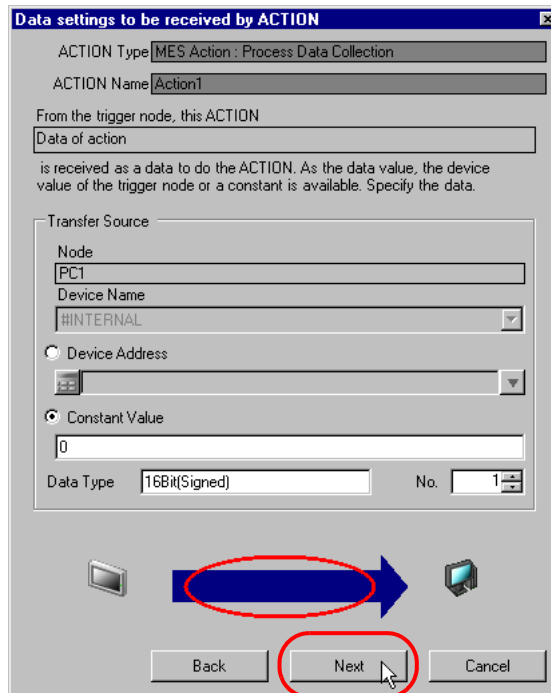 Data settings to be received by ACTION
ACTION Type MES Action : Process Data Collection
ACTION Name Action1
From the trigger node, this ACTION
Data of action
is received as a data to do the ACTION. As the data value, the device
value of the trigger node or a constant is available. Specify the data.
Transfer Source
Node
PC1
Device Name
#INTERNAL
Device Address
Constant Value
0
Data Type 16Bit(Signed) No. 1
Back Next Cancel